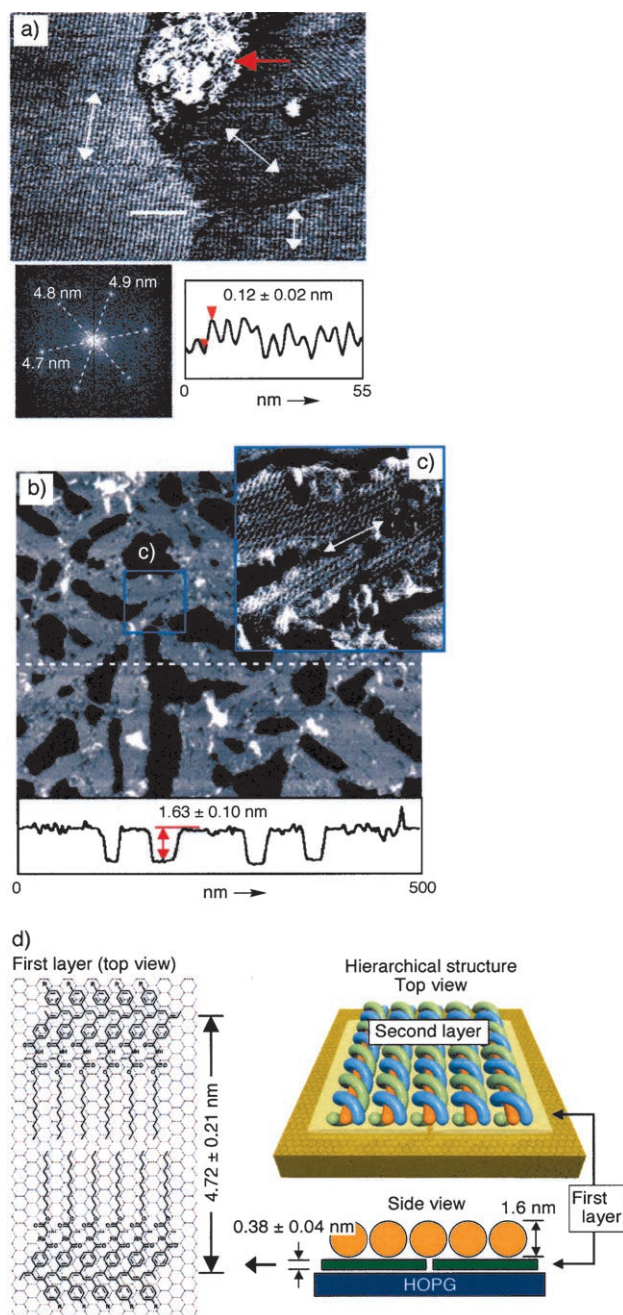 a)
4.9 nm
4.8 nm
4.7 nm
0.12 ± 0.02 nm
0
55
nm
b)
c)
c)
1.63 ± 0.10 nm
0
500
nm
d)
First layer (top view)
4.72 ± 0.21 nm
Hierarchical structure
Top view
Second layer
First
layer
Side view
1.6 nm
0.38 ± 0.04 nm
HOPG